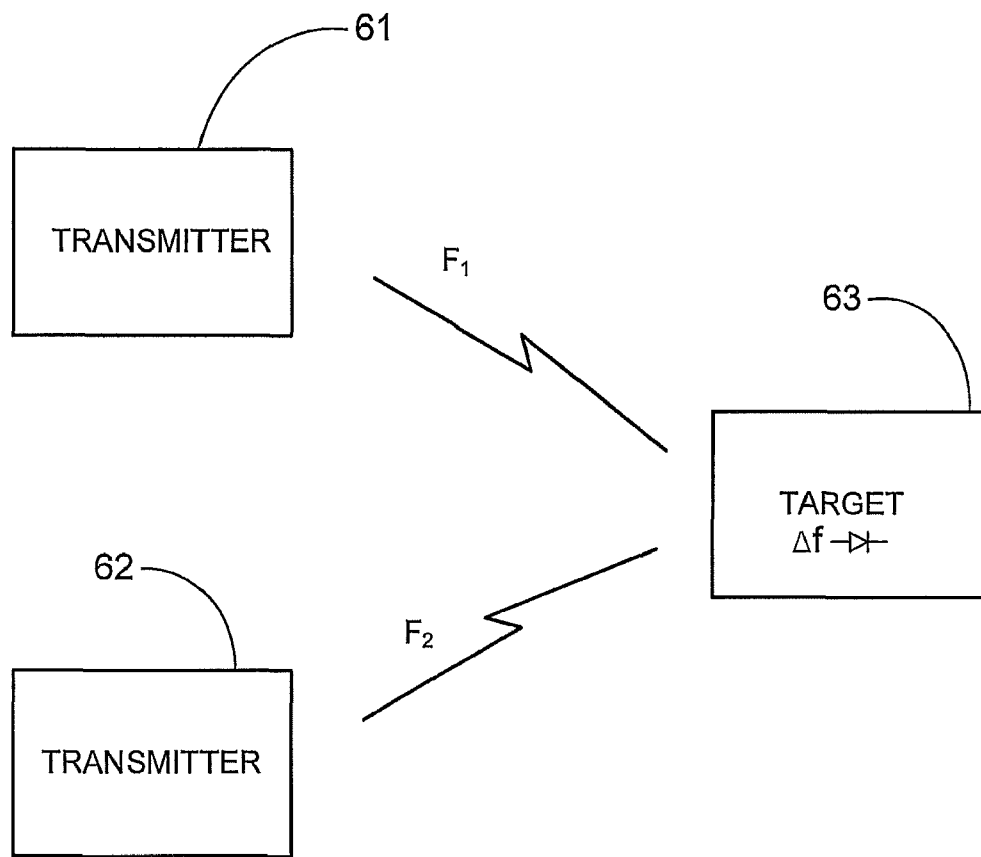 61
TRANSMITTER
F₁
63
TARGET
Δf
62
F₂
TRANSMITTER